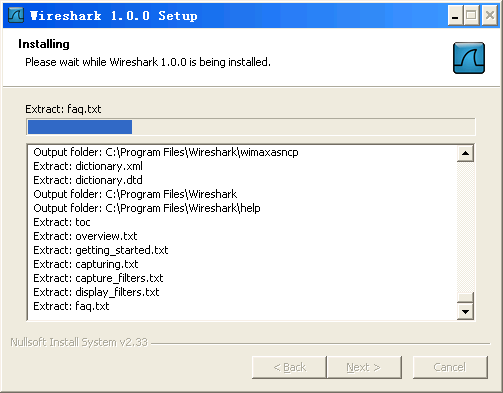 Wireshark 1.0.0 Setup
Installing
Please wait while Wireshark 1.0.0 is being installed.
Extract: faq.txt
Output folder: C:\Program Files\Wireshark\wimaxasncp
Extract: dictionary.xml
Extract: dictionary.dtd
Output folder: C:\Program Files\Wireshark
Output folder: C:\Program Files\Wireshark\help
Extract: toc
Extract: overview.txt
Extract: getting_started.txt
Extract: capturing.txt
Extract: capture_filters.txt
Extract: display_filters.txt
Extract: faq.txt
Nullsoft Install System v2.33
< Back Next > Cancel